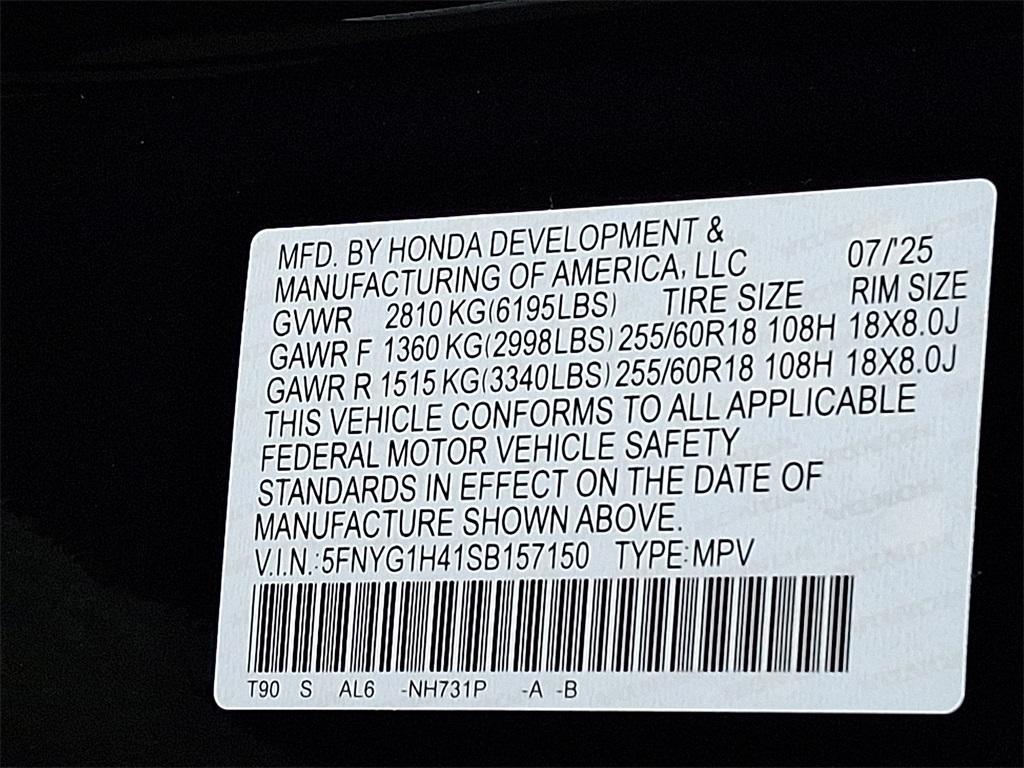 MFD. BY HONDA DEVELOPMENT &
MANUFACTURING OF AMERICA, LLC 07/'25
GVWR 2810 KG(6195LBS) TIRE SIZE RIM SIZE
GAWR F 1360 KG(2998LBS) 255/60R18 108H 18X8.0J
GAWR R 1515 KG(3340LBS) 255/60R18 108H 18X8.0J
THIS VEHICLE CONFORMS TO ALL APPLICABLE
FEDERAL MOTOR VEHICLE SAFETY
STANDARDS IN EFFECT ON THE DATE OF
MANUFACTURE SHOWN ABOVE.
V.I.N.:5FNYG1H41SB157150 TYPE:MPV
T90 S AL6 -NH731P -A -B